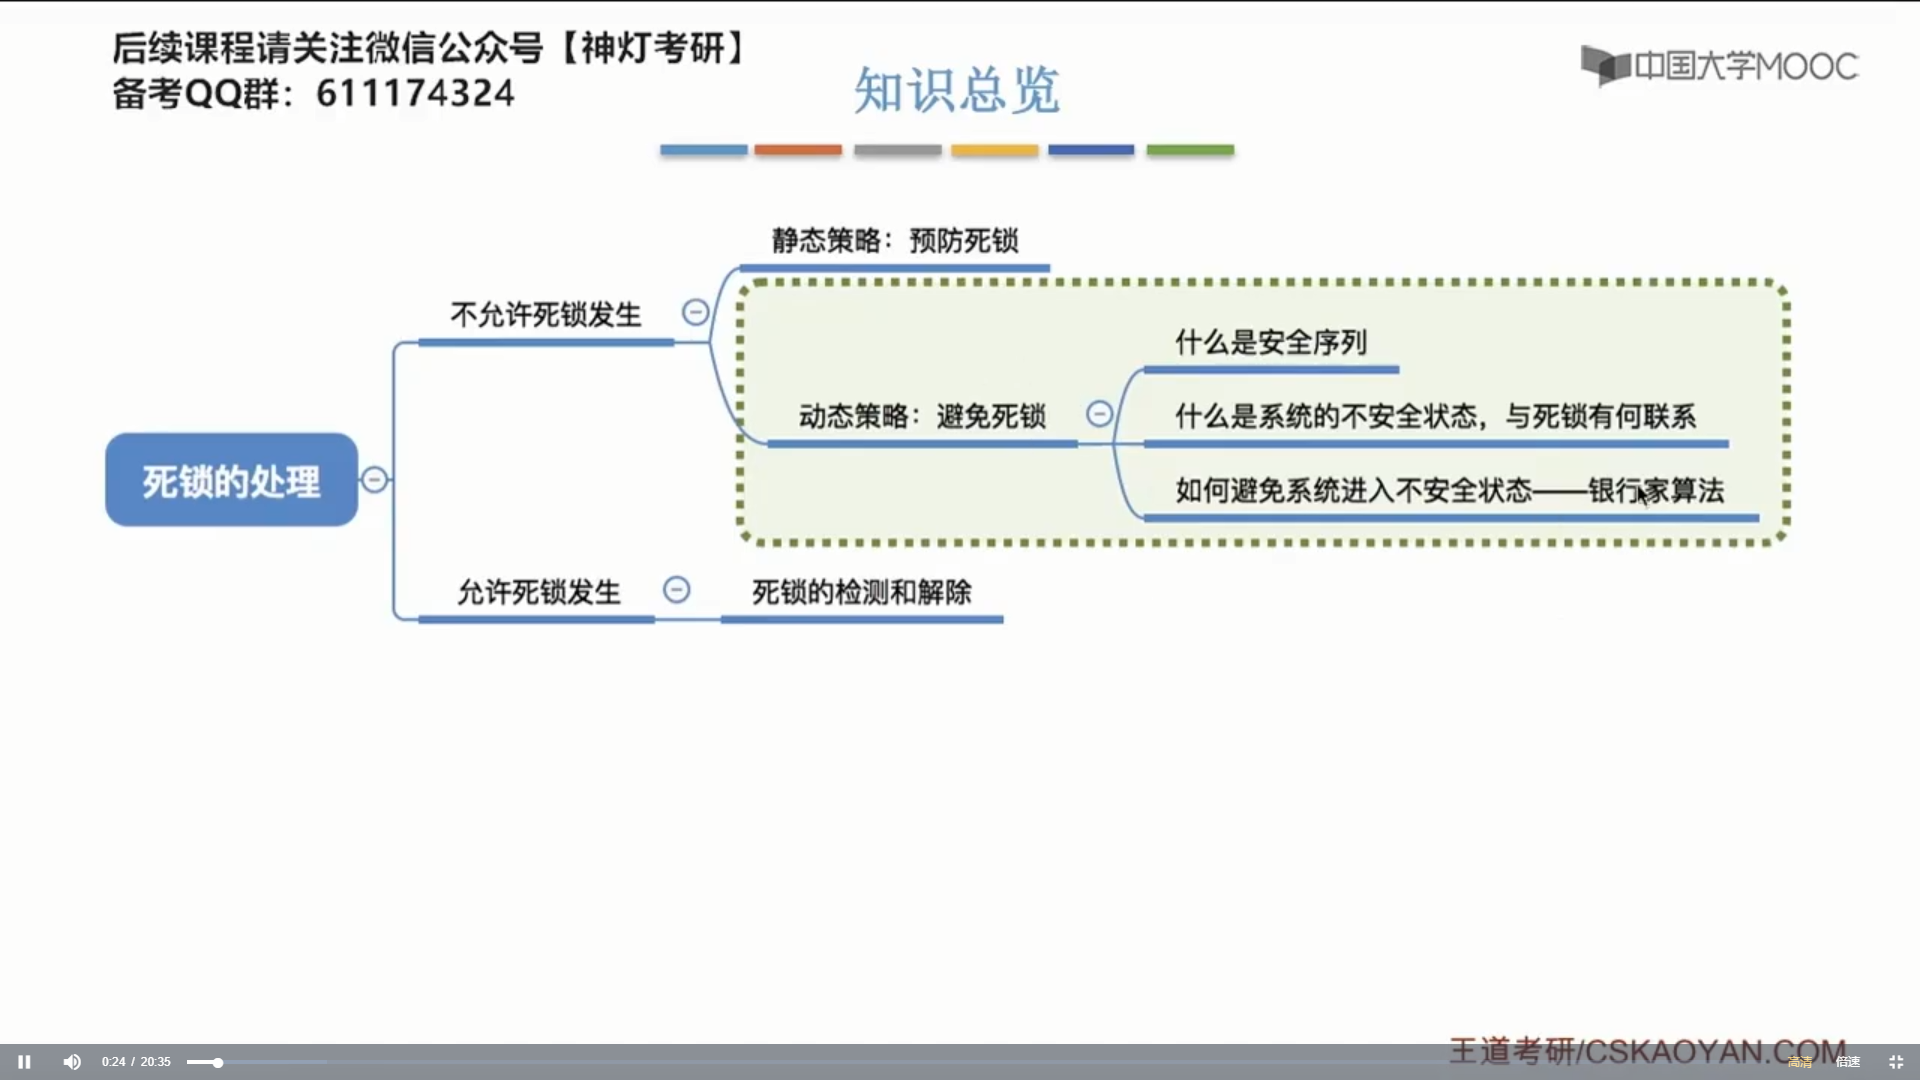 后续课程请关注微信公众号【神灯考研】
备考QQ群：611174324
中国大学MOOC
知识总览
静态策略：预防死锁
不允许死锁发生
什么是安全序列
动态策略：避免死锁
什么是系统的不安全状态，与死锁有何联系
死锁的处理
如何避免系统进入不安全状态——银行家算法
允许死锁发生
死锁的检测和解除
王道考研/CSKAOYAN.COM
0:24 / 20:35
高清
倍速